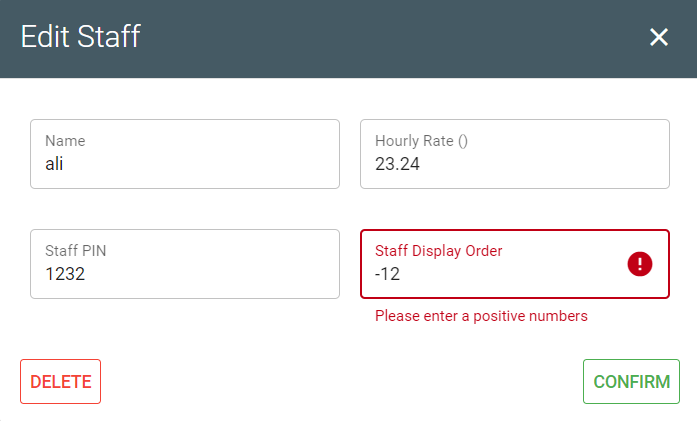 Edit Staff
Name
ali
Hourly Rate ()
23.24
Staff PIN
1232
Staff Display Order
-12
Please enter a positive numbers
DELETE
CONFIRM